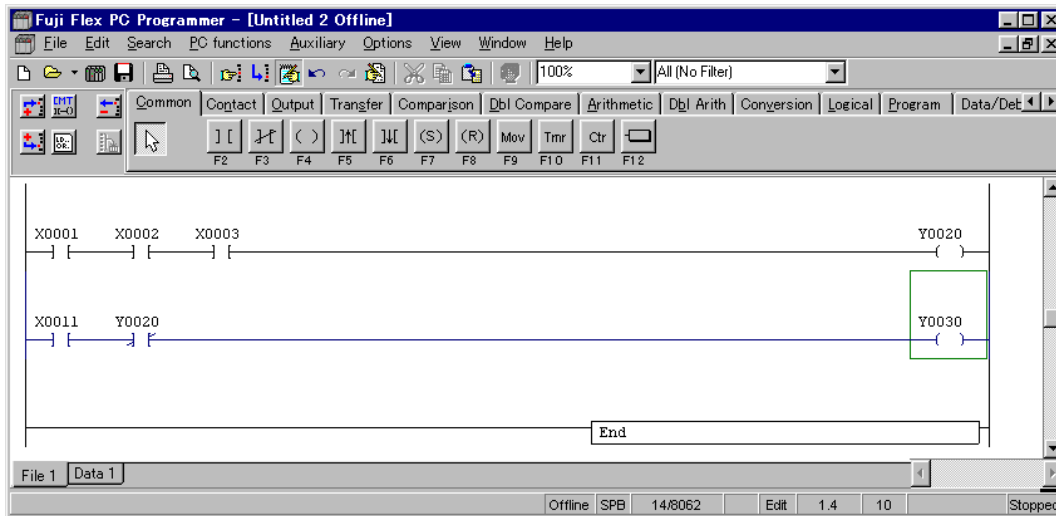 Fuji Flex PC Programmer - [Untitled 2 Offline]
File Edit Search PC functions Auxiliary Options View Window Help
100% All (No Filter)
Common Contact Output Transfer Comparison Dbl Compare Arithmetic Dbl Arith Conversion Logical Program Data/Det
] [ ( ) ]↑[ ]↓[ (S) (R) Mov Tmr Ctr
F2 F3 F4 F5 F6 F7 F8 F9 F10 F11 F12
X0001 X0002 X0003 Y0020
X0011 Y0020 Y0030
End
File 1 Data 1
Offline SPB 14/8062 Edit 1.4 10 Stopped